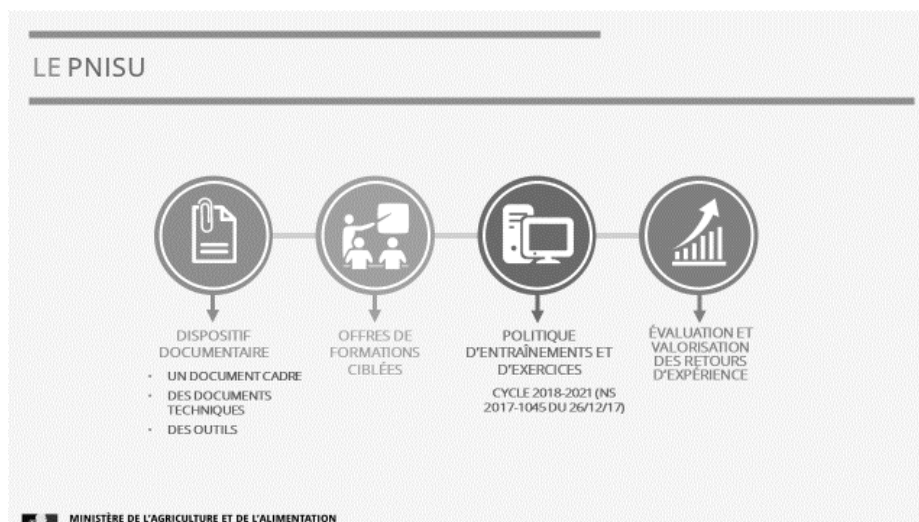 LE PNISU
DISPOSITIF
DOCUMENTAIRE
· UN DOCUMENT CADRE
· DES DOCUMENTS
TECHNIQUES
· DES OUTILS
OFFRES DE
FORMATIONS
CIBLÉES
POLITIQUE
D'ENTRAÎNEMENTS ET
D'EXERCICES
CYCLE 2018-2021 (NS
2017-1045 DU 26/12/17)
ÉVALUATION ET
VALORISATION
DES RETOURS
D'EXPÉRIENCE
MINISTÈRE DE L'AGRICULTURE ET DE L'ALIMENTATION